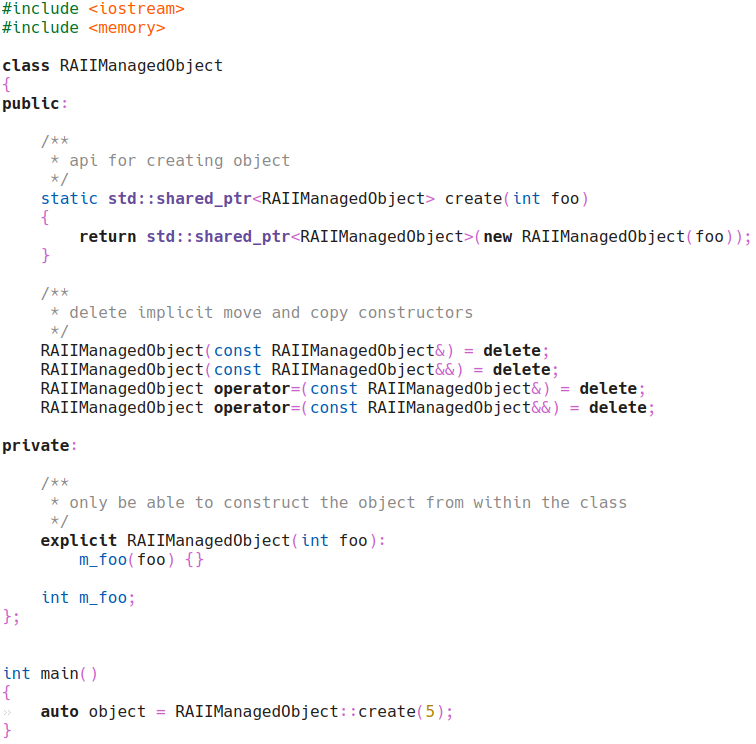 #include <iostream>
#include <memory>

class RAIIManagedObject
{
public:

    /**
     * api for creating object
     */
    static std::shared_ptr<RAIIManagedObject> create(int foo)
    {
        return std::shared_ptr<RAIIManagedObject>(new RAIIManagedObject(foo));
    }

    /**
     * delete implicit move and copy constructors
     */
    RAIIManagedObject(const RAIIManagedObject&) = delete;
    RAIIManagedObject(const RAIIManagedObject&&) = delete;
    RAIIManagedObject operator=(const RAIIManagedObject&) = delete;
    RAIIManagedObject operator=(const RAIIManagedObject&&) = delete;

private:

    /**
     * only be able to construct the object from within the class
     */
    explicit RAIIManagedObject(int foo):
        m_foo(foo) {}

    int m_foo;
};


int main()
{
»   auto object = RAIIManagedObject::create(5);
}